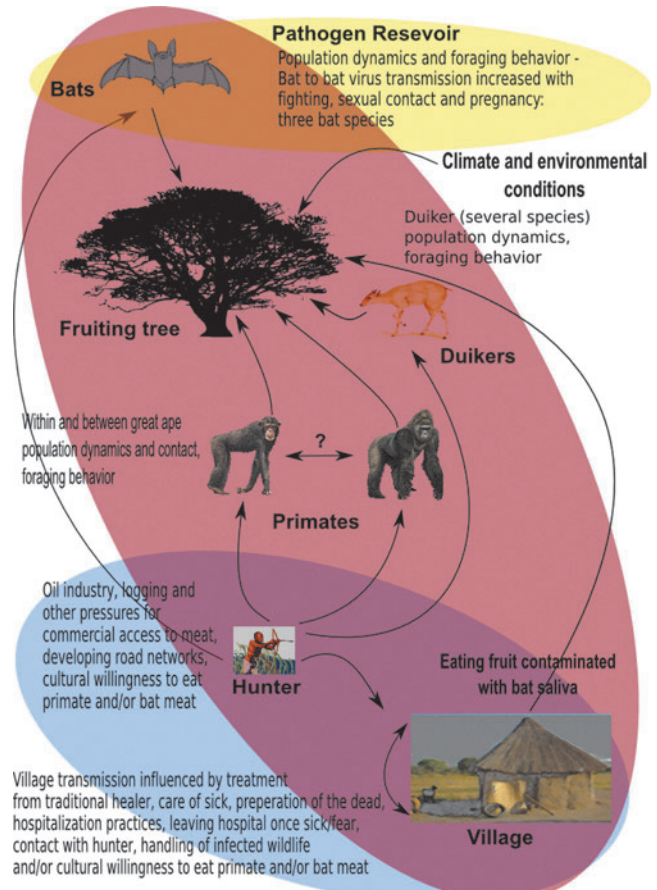 Pathogen Resevoir
Population dynamics and foraging behavior -
Bat to bat virus transmission increased with
fighting, sexual contact and pregnancy:
three bat species
Bats
Climate and environmental
conditions
Duiker (several species)
population dynamics,
foraging behavior
Fruiting tree
Duikers
Within and between great ape
population dynamics and contact,
foraging behavior
?
Primates
Oil industry, logging and
other pressures for
commercial access to meat,
developing road networks,
cultural willingness to eat
primate and/or bat meat
Hunter
Eating fruit contaminated
with bat saliva
Village transmission influenced by treatment
from traditional healer, care of sick, preperation of the dead,
hospitalization practices, leaving hospital once sick/fear,
contact with hunter, handling of infected wildlife
and/or cultural willingness to eat primate and/or bat meat
Village